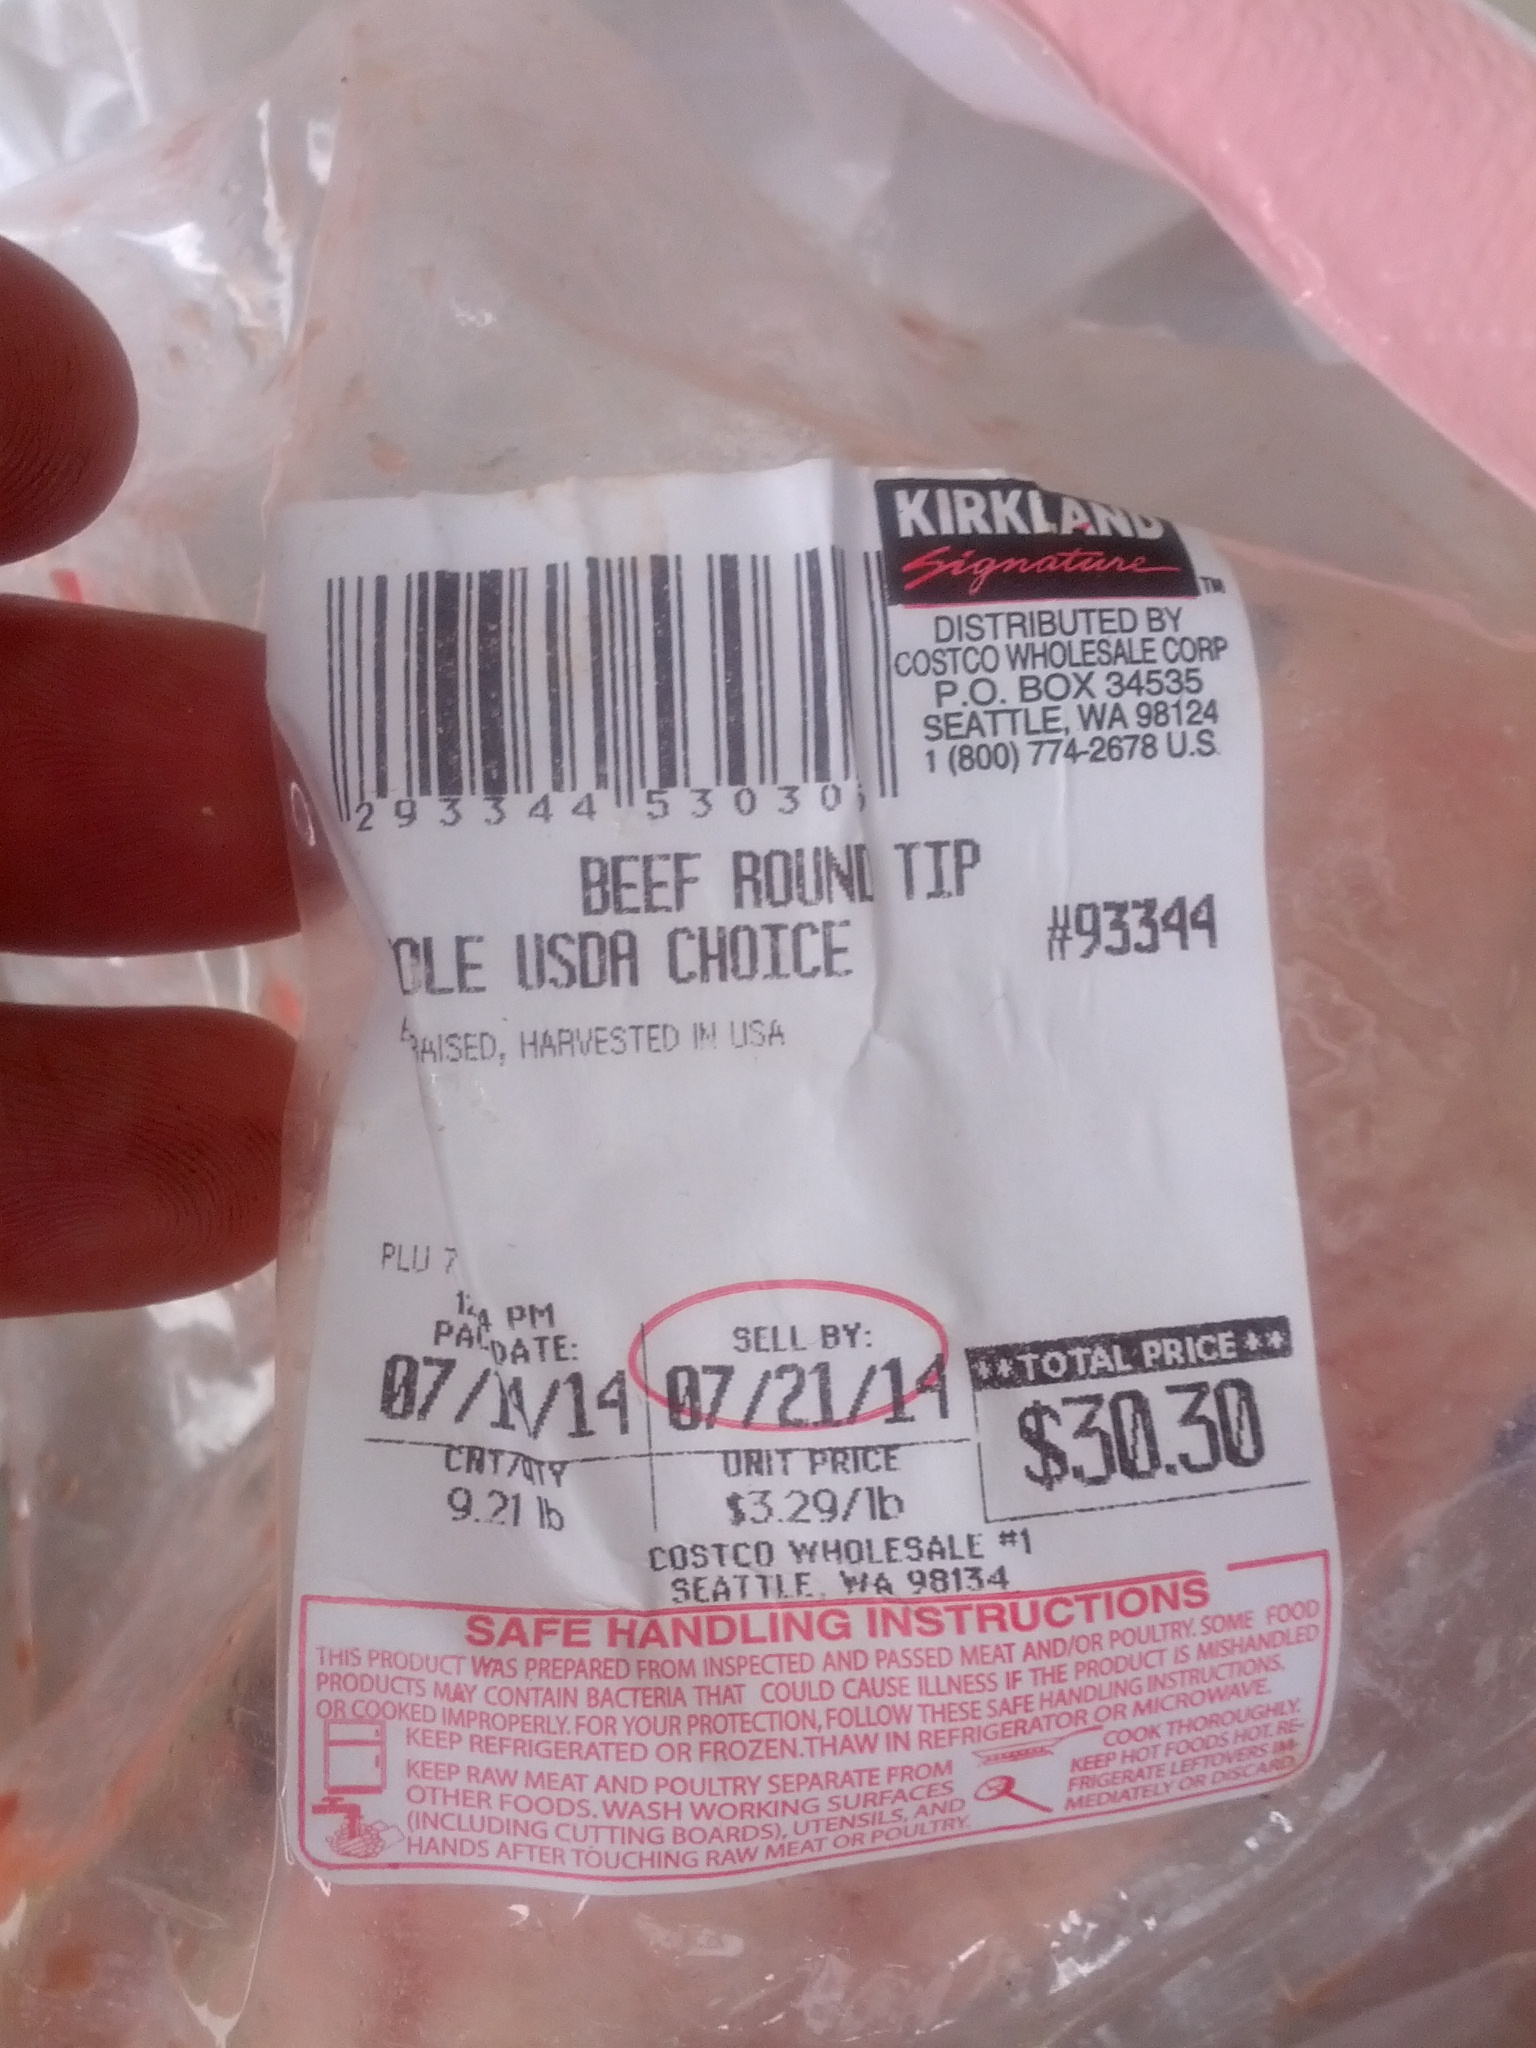 KIRKLAND
Signature™
DISTRIBUTED BY
COSTCO WHOLESALE CORP
P.O. BOX 34535
SEATTLE, WA 98124
1 (800) 774-2678 U.S.
293344 53030
BEEF ROUND TIP
OLE USDA CHOICE #93344
RAISED, HARVESTED IN USA
PLU 7
PM
DATE:
SELL BY:
07/21/14
**TOTAL PRICE**
$30.30
CNT/QTY
9.21 lb
UNIT PRICE
$3.29/lb
COSTCO WHOLESALE #1
SEATTLE, WA 98134
SAFE HANDLING INSTRUCTIONS
THIS PRODUCT WAS PREPARED FROM INSPECTED AND PASSED MEAT AND/OR POULTRY. SOME FOOD
PRODUCTS MAY CONTAIN BACTERIA THAT COULD CAUSE ILLNESS IF THE PRODUCT IS MISHANDLED
OR COOKED IMPROPERLY. FOR YOUR PROTECTION, FOLLOW THESE SAFE HANDLING INSTRUCTIONS.
KEEP REFRIGERATED OR FROZEN. THAW IN REFRIGERATOR OR MICROWAVE.
KEEP RAW MEAT AND POULTRY SEPARATE FROM
OTHER FOODS. WASH WORKING SURFACES
(INCLUDING CUTTING BOARDS), UTENSILS, AND
HANDS AFTER TOUCHING RAW MEAT OR POULTRY.
COOK THOROUGHLY.
KEEP HOT FOODS HOT. RE-
FRIGERATE LEFTOVERS IM-
MEDIATELY OR DISCARD.